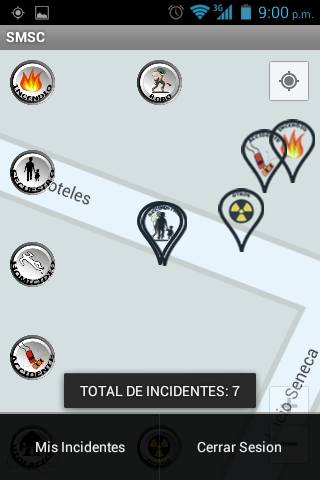 3G
9:00 p.m.
SMSC
INCENDIO
ROBO
SECUESTRO
oteles
HOMICIDIO
ACCIDENTE
cio Seneca
TOTAL DE INCIDENTES: 7
Mis Incidentes
Cerrar Sesion